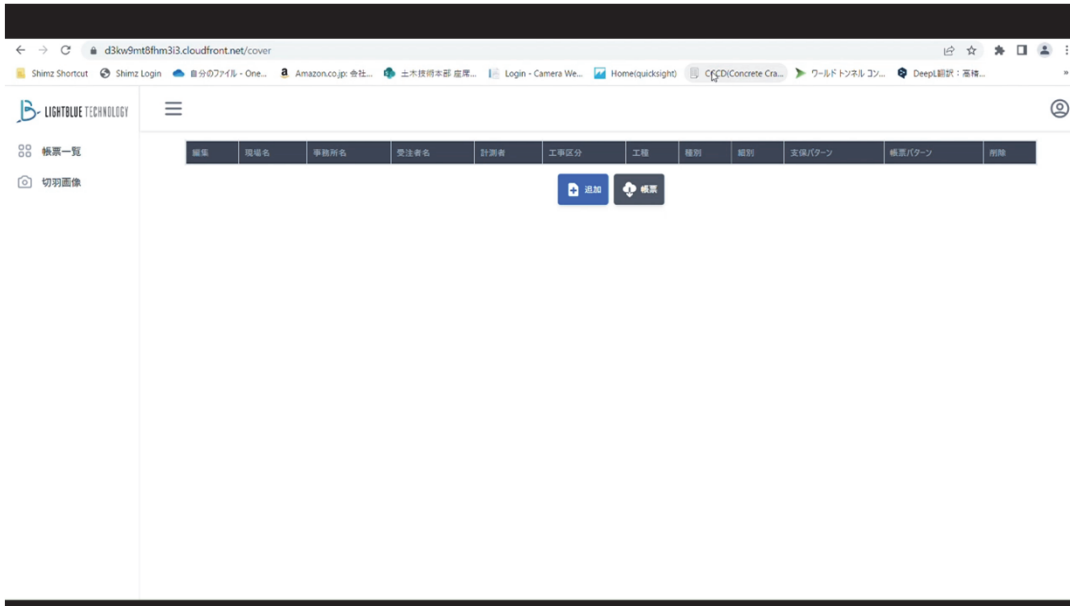 d3kw9mt8fhm3i3.cloudfront.net/cover
Shimz Shortcut Shimz Login 自分のファイル - One... Amazon.co.jp: 会社... 土木技術本部 座席... Login - Camera We... Home(quicksight) CFCD(Concrete Cra... ワールドトンネル コン... DeepL翻訳：高精... »
LIGHTBLUE TECHNOLOGY
帳票一覧
切羽画像
編集 現場名 事務所名 受注者名 計測者 工事区分 工種 種別 細別 支保パターン 帳票パターン 削除
追加 帳票